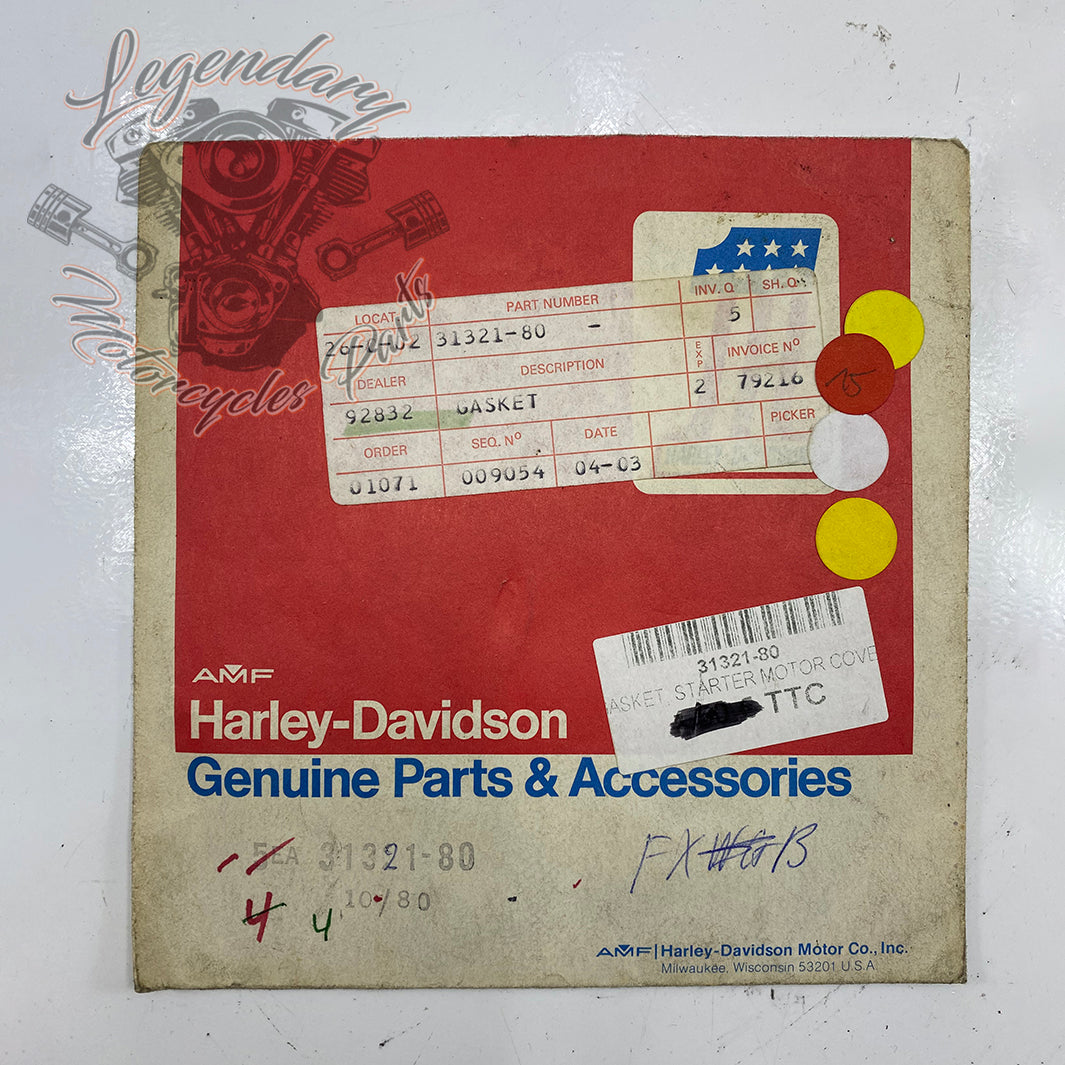 Legendary
Motorcycles Parts
LOCAT. PART NUMBER INV. Q. SH. Q.
31321-80 - 5
DEALER DESCRIPTION EXP INVOICE Nº
92832 GASKET 2 79216
ORDER SEQ. Nº DATE PICKER
01071 009054 04-03
15
31321-80
GASKET, STARTER MOTOR COVE
TTC
AMF
Harley-Davidson
Genuine Parts & Accessories
5EA 31321-80
10/80
4 4
FX B
AMF | Harley-Davidson Motor Co., Inc.
Milwaukee, Wisconsin 53201 U.S.A.